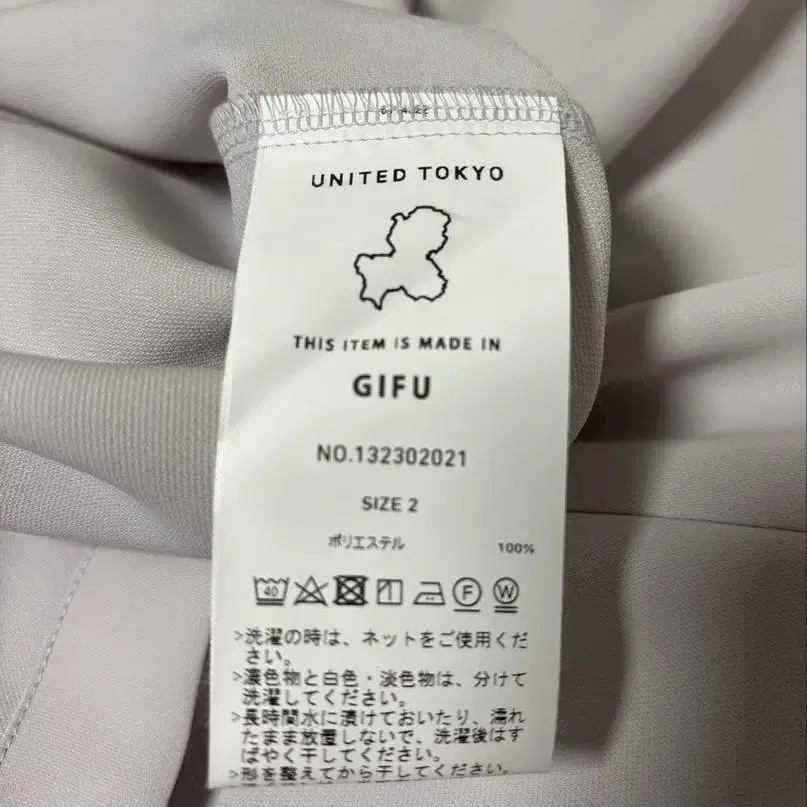 UNITED TOKYO
THIS ITEM IS MADE IN
GIFU
NO.132302021
SIZE 2
ポリエステル 100%
40 F W
>洗濯の時は、ネットをご使用くだ
さい。
>濃色物と白色・淡色物は、分けて
洗濯してください。
>長時間水に漬けておいたり、濡れ
たまま放置しないで、洗濯後はす
ばやく干してください。
>形を整えてから干してください。